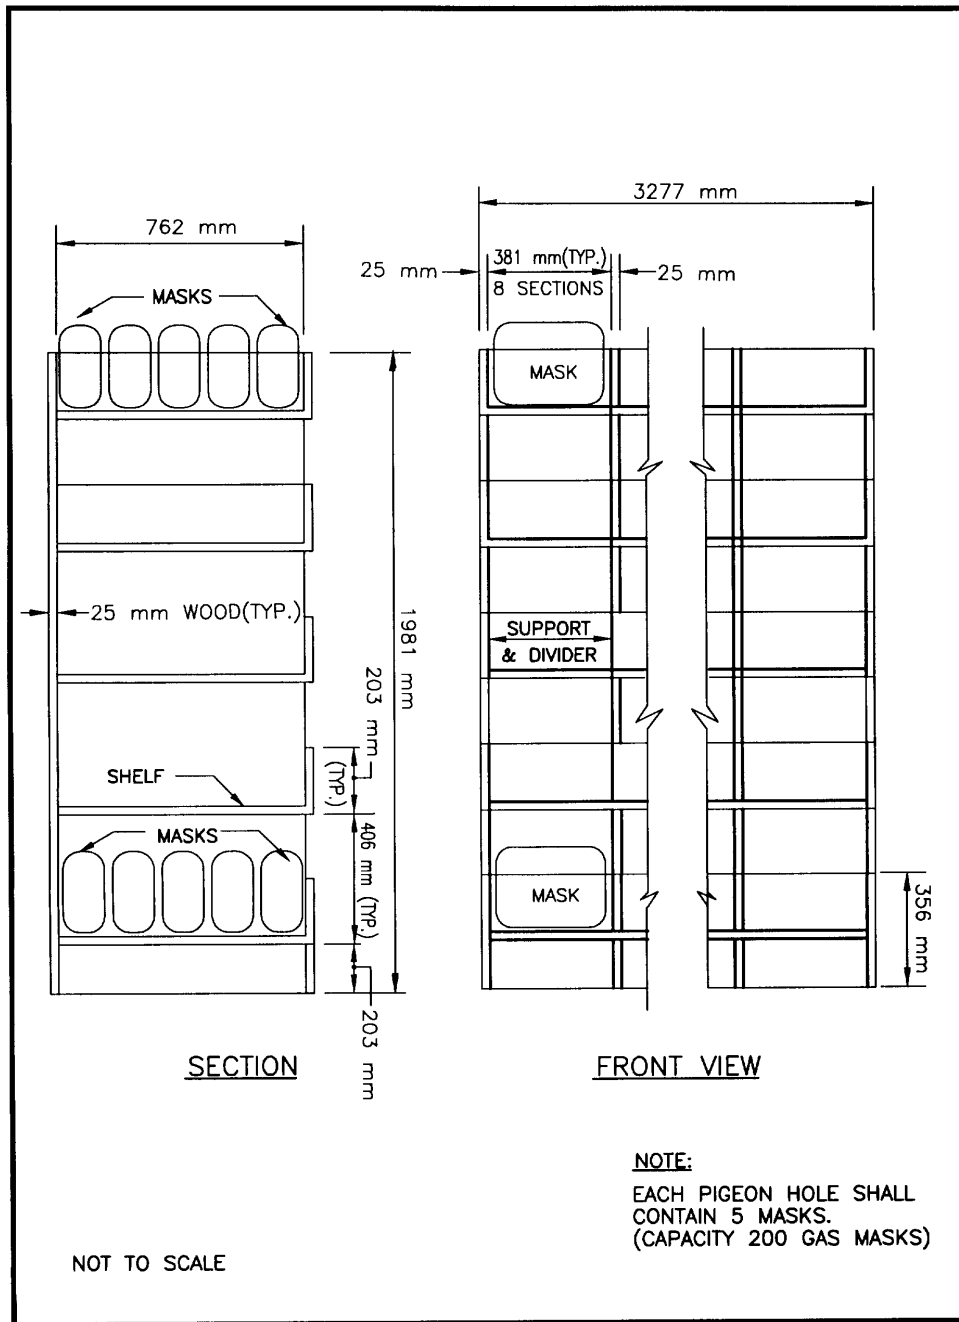 3277 mm
762 mm
25 mm
381 mm(TYP.)
25 mm
8 SECTIONS
MASKS
MASK
25 mm WOOD(TYP.)
SUPPORT
& DIVIDER
1981 mm
203 mm
(TYP.)
SHELF
MASKS
406 mm (TYP.)
MASK
356 mm
203 mm
SECTION
FRONT VIEW
NOTE:
EACH PIGEON HOLE SHALL
CONTAIN 5 MASKS.
(CAPACITY 200 GAS MASKS)
NOT TO SCALE